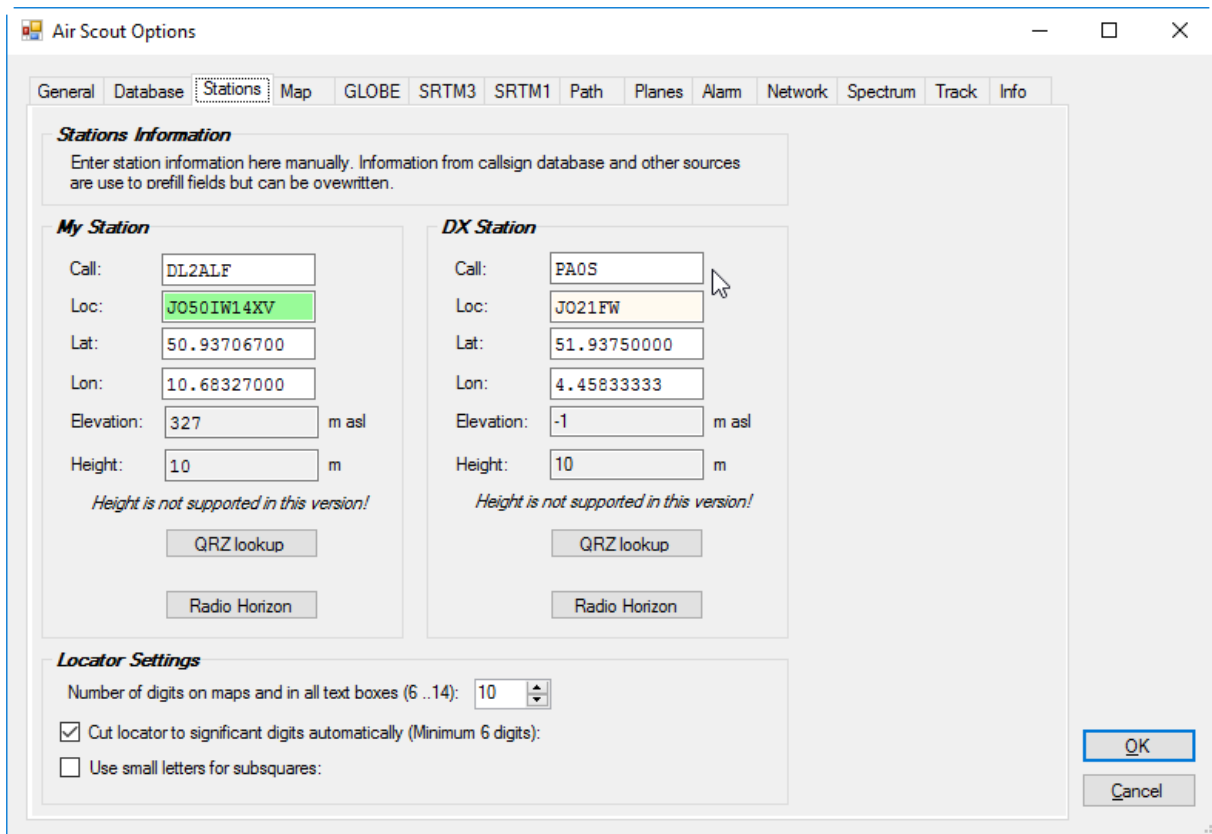 Air Scout Options
General Database Stations Map GLOBE SRTM3 SRTM1 Path Planes Alarm Network Spectrum Track Info
Stations Information
Enter station information here manually. Information from callsign database and other sources
are use to prefill fields but can be ovewritten.
My Station
Call: DL2ALF
Loc: JO50IW14XV
Lat: 50.93706700
Lon: 10.68327000
Elevation: 327 m asl
Height: 10 m
Height is not supported in this version!
QRZ lookup
Radio Horizon
DX Station
Call: PA0S
Loc: JO21FW
Lat: 51.93750000
Lon: 4.45833333
Elevation: -1 m asl
Height: 10 m
Height is not supported in this version!
QRZ lookup
Radio Horizon
Locator Settings
Number of digits on maps and in all text boxes (6 ..14): 10
Cut locator to significant digits automatically (Minimum 6 digits):
Use small letters for subsquares:
OK
Cancel